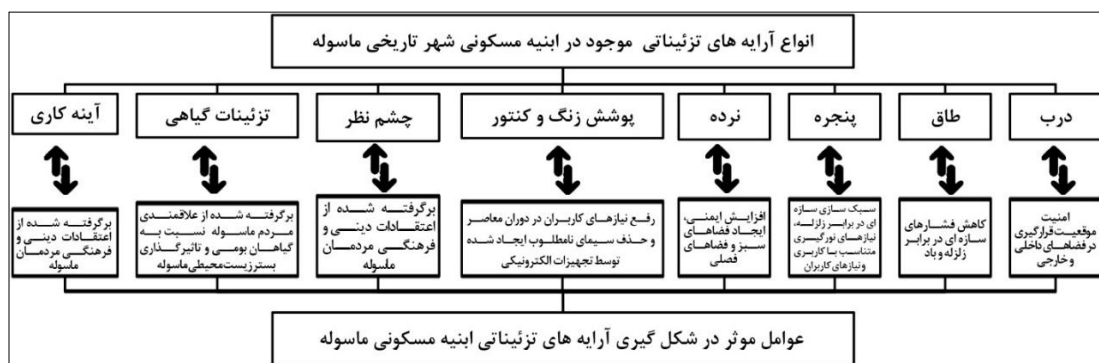 انواع آرایه های تزئیناتی موجود در ابنیه مسکونی شهر تاریخی ماسوله
درب
طاق
پنجره
نرده
پوشش زنگ و کنتور
چشم نظر
تزئینات گیاهی
آینه کاری
امنیت
موقعیت قرارگیری
در فضاهای داخلی
و خارجی
کاهش فشارهای
سازه ای در برابر
زلزله و باد
سبک سازی سازه
ای در برابر زلزله،
نیازهای نورگیری
متناسب با کاربری
و نیازهای کاربران
افزایش ایمنی،
ایجاد فضاهای
سبز و فضاهای
فصلی
رفع نیازهای کاربران در دوران معاصر
و حذف سیمای نامطلوب ایجاد شده
توسط تجهیزات الکترونیکی
برگرفته شده از
اعتقادات دینی و
فرهنگی مردمان
ماسوله
برگرفته شده از علاقمندی
مردم ماسوله نسبت به
گیاهان بومی و تاثیرگذاری
بستر زیست محیطی ماسوله
برگرفته شده از
اعتقادات دینی و
فرهنگی مردمان
ماسوله
عوامل موثر در شکل گیری آرایه های تزئیناتی ابنیه مسکونی ماسوله